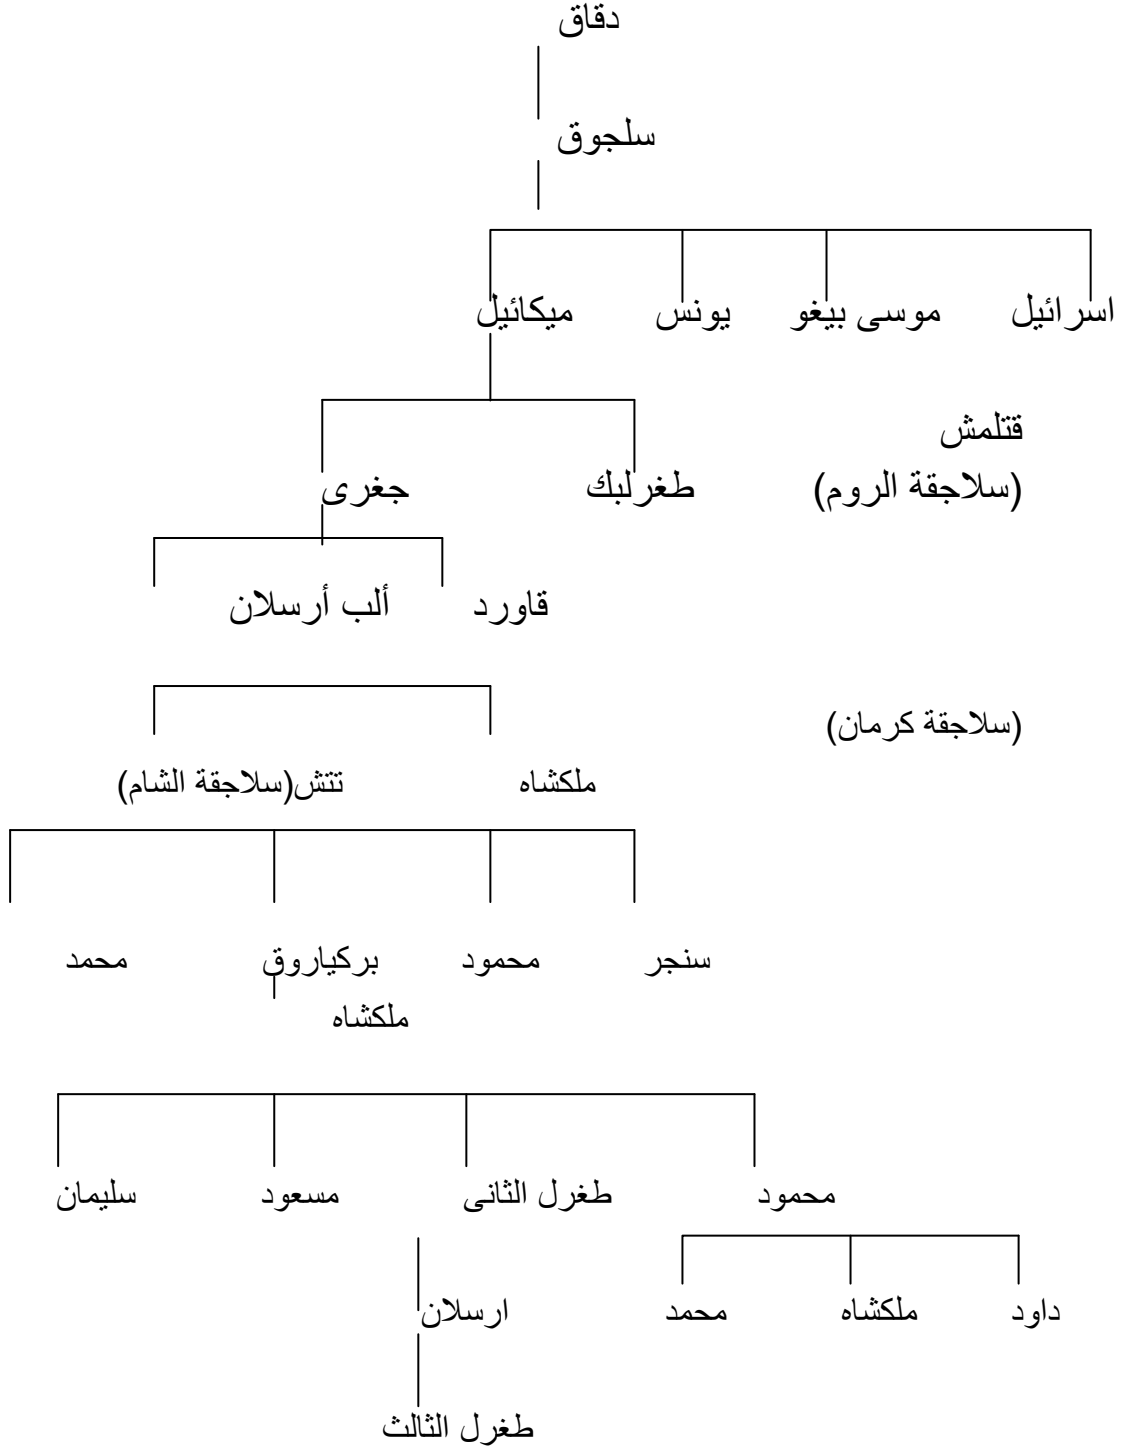 دقاق
سلجوق
اسرائيل موسى بيغو يونس ميكائيل
قتلمش
(سلاجقة الروم) طغرلبك جغرى
قاورد ألب أرسلان
(سلاجقة كرمان)
ملكشاه تتش(سلاجقة الشام)
سنجر محمود بركياروق محمد
ملكشاه
محمود طغرل الثانى مسعود سليمان
داود ملكشاه محمد ارسلان
طغرل الثالث